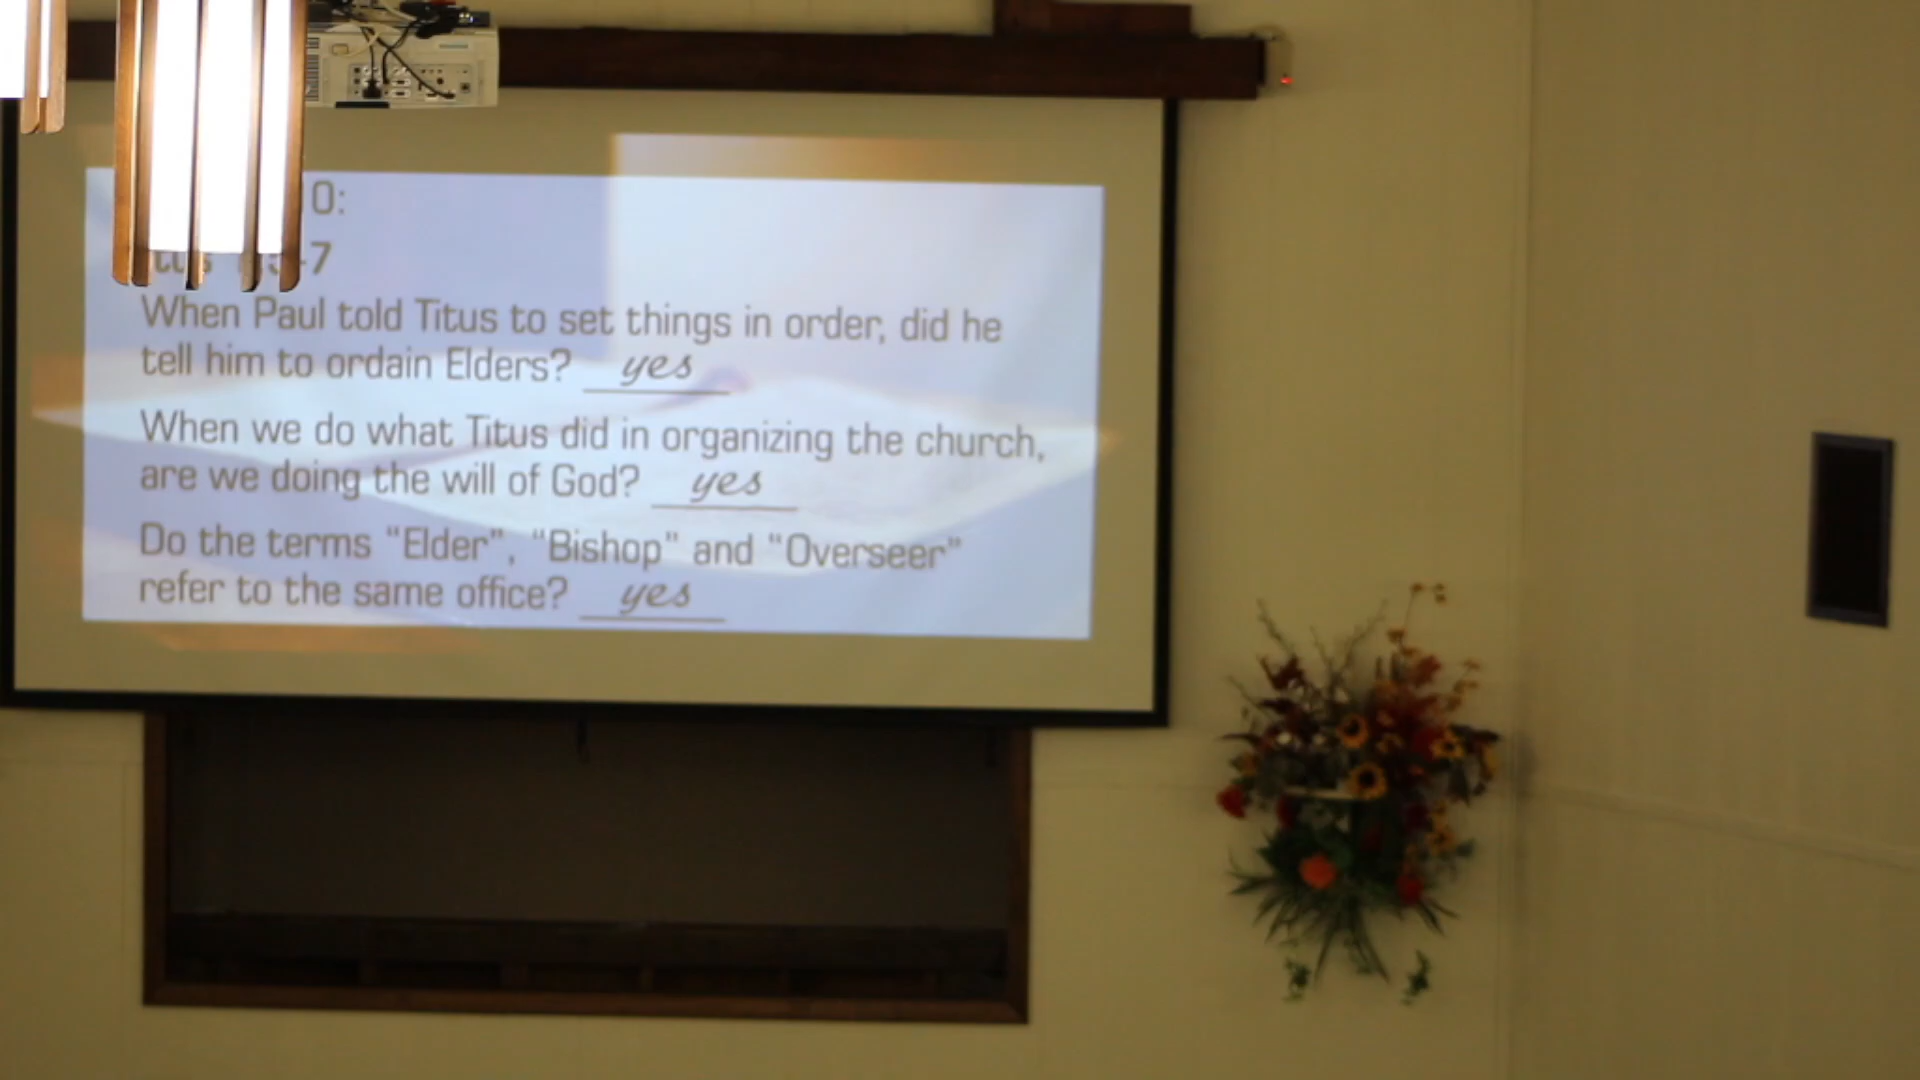 0:
-7
When Paul told Titus to set things in order, did he
tell him to ordain Elders? yes
When we do what Titus did in organizing the church,
are we doing the will of God? yes
Do the terms “Elder”, “Bishop” and “Overseer”
refer to the same office? yes